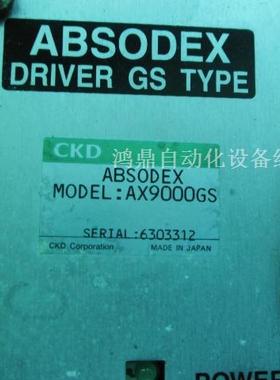 ABSODEX
DRIVER GS TYPE
CKD
鸿鼎自动化设备
ABSODEX
MODEL:AX9000GS
SERIAL:6303312
CKD Corporation MADE IN JAPAN
POWER